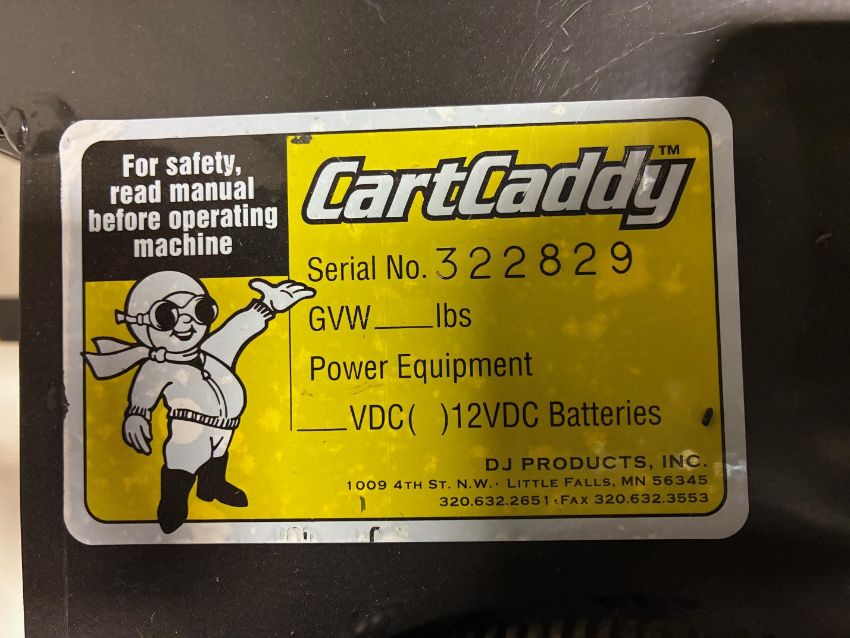 For safety,
read manual
before operating
machine
CartCaddy™
Serial No. 322829
GVW___lbs
Power Equipment
___VDC( )12VDC Batteries
DJ PRODUCTS, INC.
1009 4TH ST. N.W. · LITTLE FALLS, MN 56345
320.632.2651 · FAX 320.632.3553